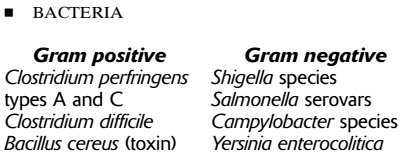 ■ BACTERIA
Gram positive Gram negative
Clostridium perfringens Shigella species
types A and C Salmonella serovars
Clostridium difficile Campylobacter species
Bacillus cereus (toxin) Yersinia enterocolitica